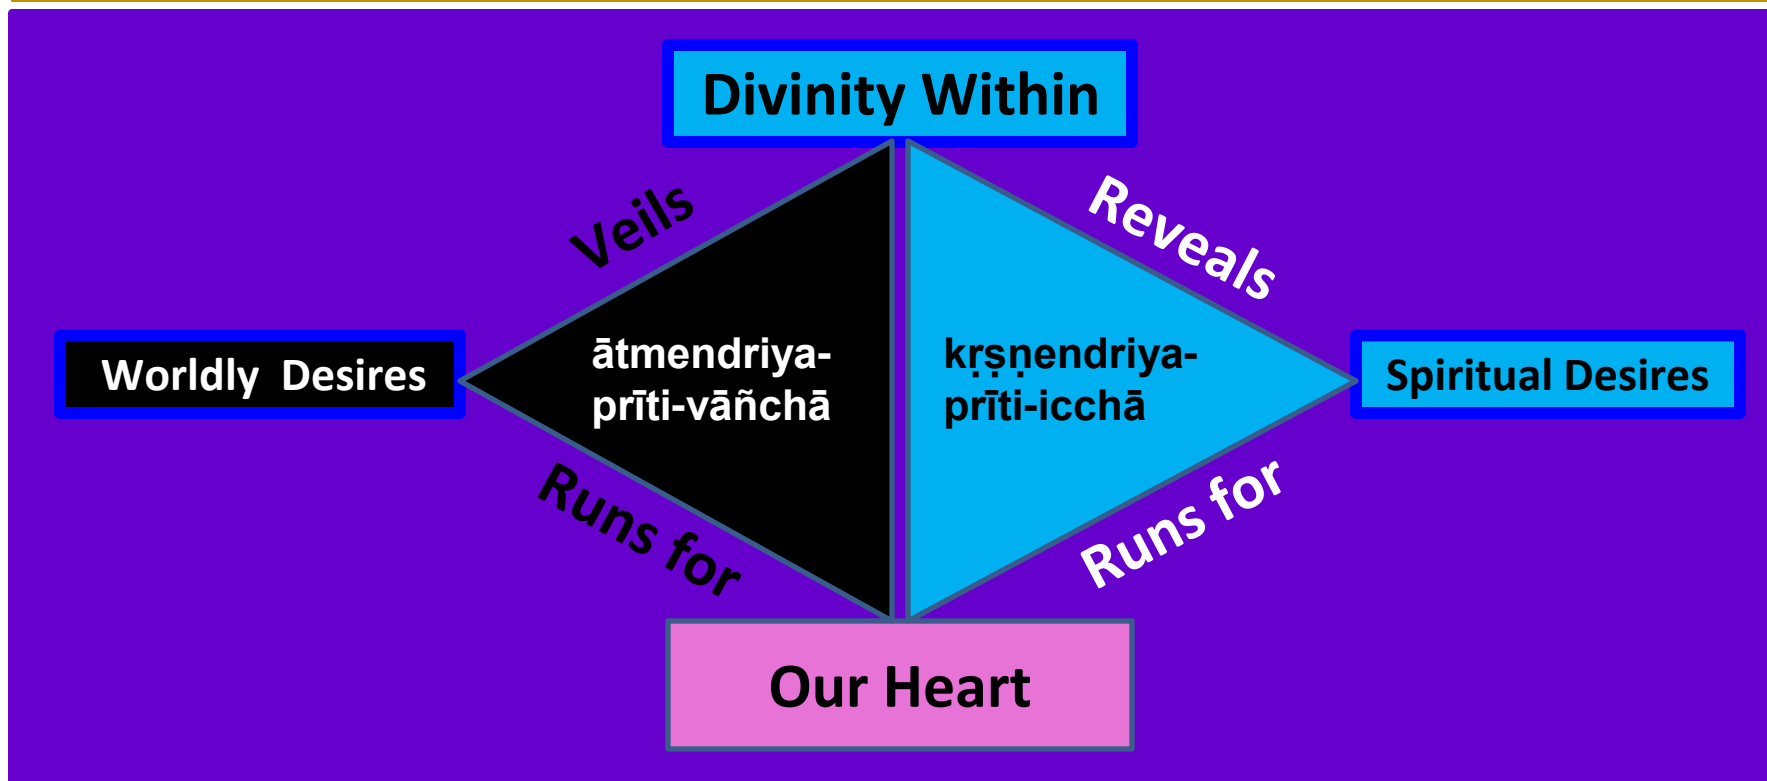 Divinity Within
Veils
Reveals
Worldly Desires
ātmendriya-
prīti-vāñchā
kṛṣṇendriya-
prīti-icchā
Spiritual Desires
Runs for
Runs for
Our Heart